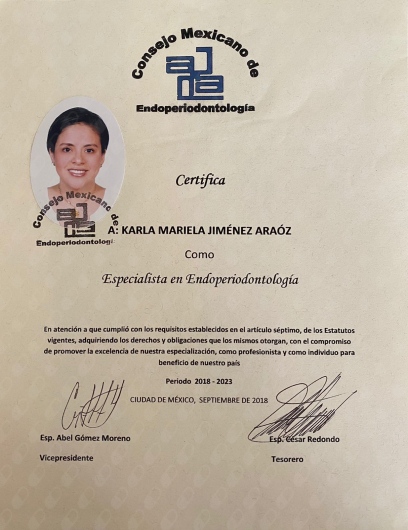 Consejo Mexicano de
Endoperiodontología
Certifica
Consejo Mexicano de
Endoperiodontología
A: KARLA MARIELA JIMÉNEZ ARAÓZ
Como
Especialista en Endoperiodontología
En atención a que cumplió con los requisitos establecidos en el artículo séptimo, de los Estatutos
vigentes, adquiriendo los derechos y obligaciones que los mismos otorgan, con el compromiso
de promover la excelencia de nuestra especialización, como profesionista y como individuo para
beneficio de nuestro país
Periodo 2018 - 2023
CIUDAD DE MÉXICO, SEPTIEMBRE DE 2018
Esp. Abel Gómez Moreno
Esp. César Redondo
Vicepresidente
Tesorero